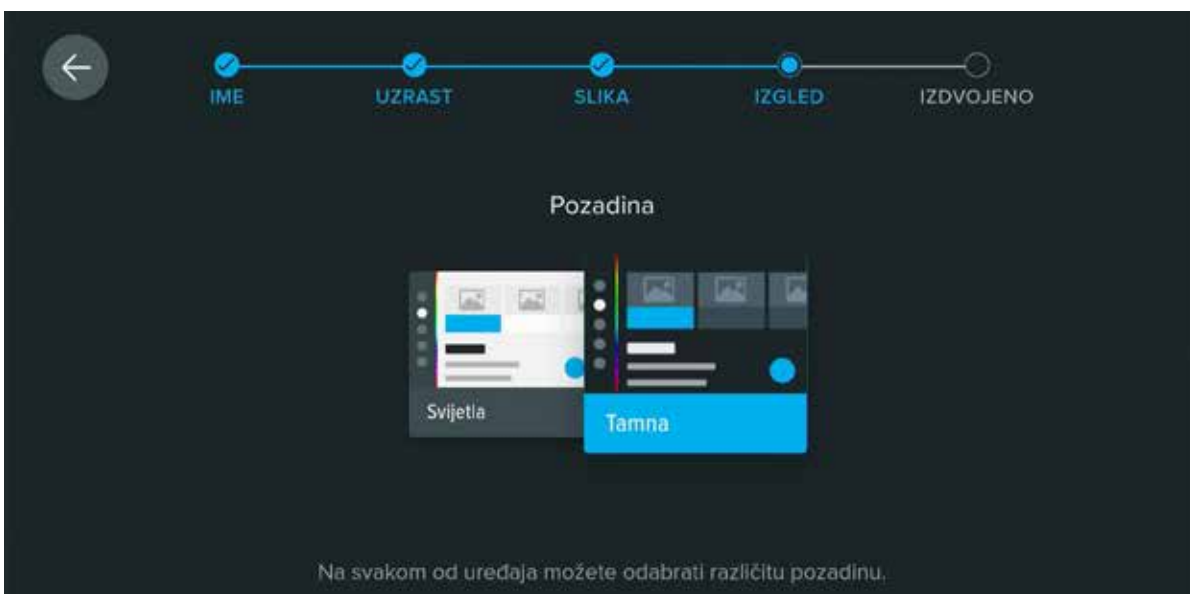 IME
UZRAST
SLIKA
IZGLED
IZDVOJENO
Pozadina
Svijetla
Tamna
Na svakom od uređaja možete odabrati različitu pozadinu.